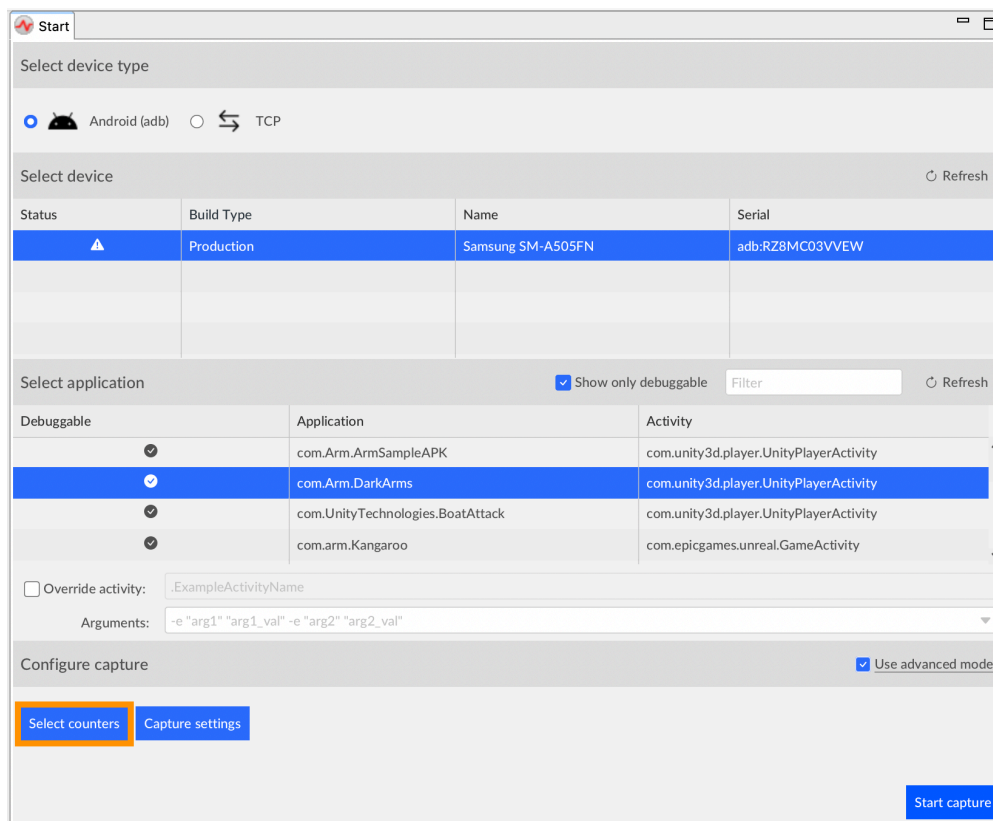 Start
Select device type
Android (adb) TCP
Select device Refresh
Status Build Type Name Serial
Production Samsung SM-A505FN adb:RZ8MC03VVEW
Select application Show only debuggable Filter Refresh
Debuggable Application Activity
com.Arm.ArmSampleAPK com.unity3d.player.UnityPlayerActivity
com.Arm.DarkArms com.unity3d.player.UnityPlayerActivity
com.UnityTechnologies.BoatAttack com.unity3d.player.UnityPlayerActivity
com.arm.Kangaroo com.epicgames.unreal.GameActivity
Override activity: .ExampleActivityName
Arguments: -e "arg1" "arg1_val" -e "arg2" "arg2_val"
Configure capture Use advanced mode
Select counters Capture settings
Start capture